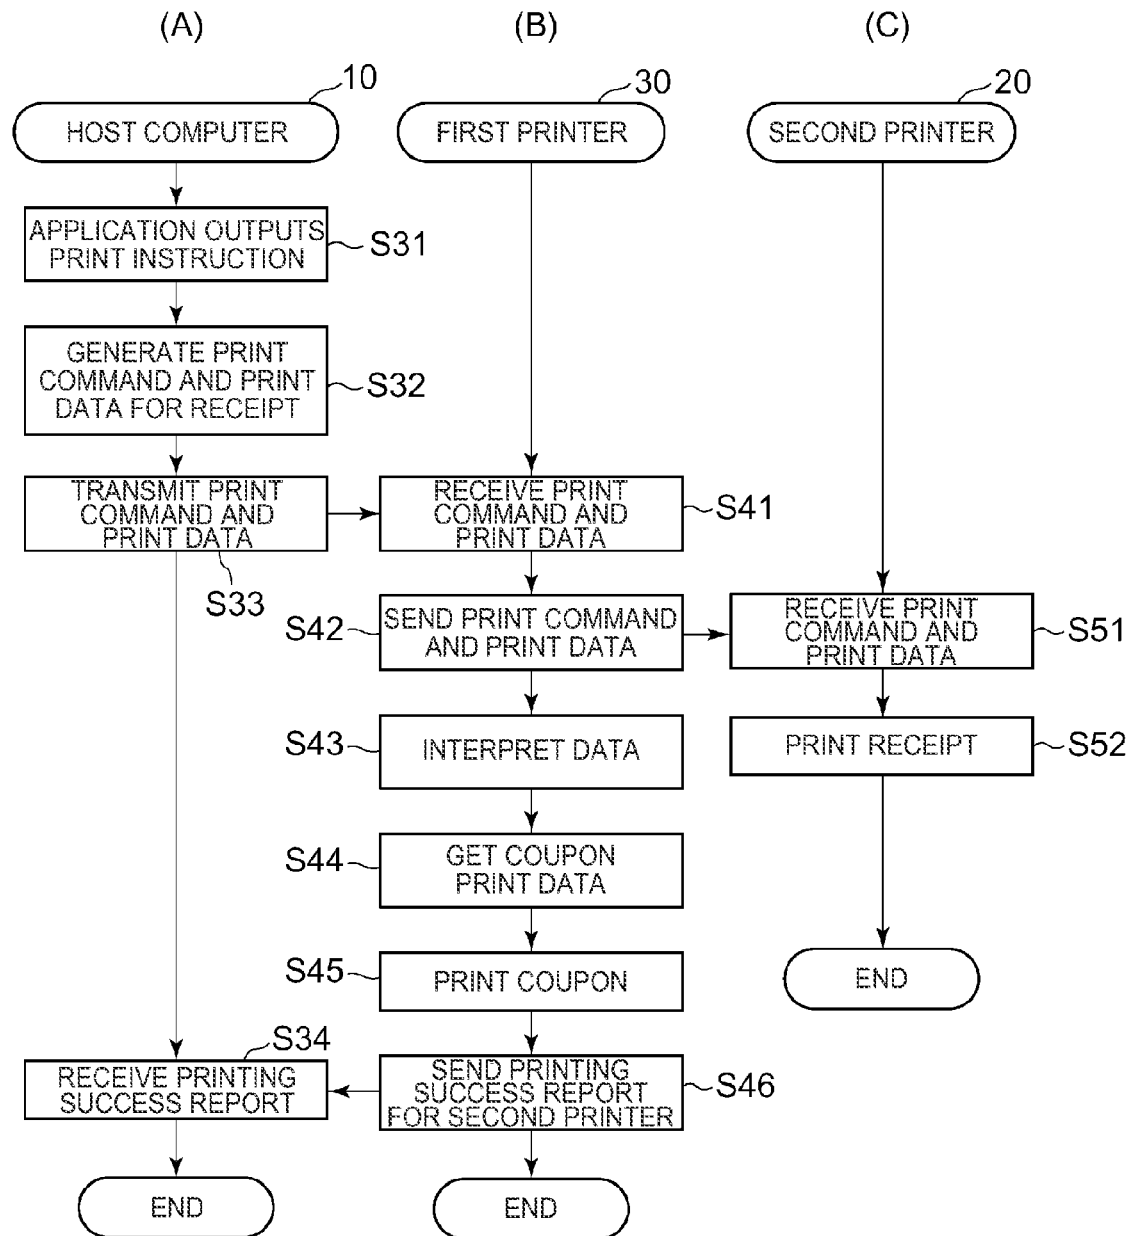 (A)
(B)
(C)
10
30
20
HOST COMPUTER
FIRST PRINTER
SECOND PRINTER
APPLICATION OUTPUTS
PRINT INSTRUCTION
S31
GENERATE PRINT
COMMAND AND PRINT
DATA FOR RECEIPT
S32
TRANSMIT PRINT
COMMAND AND
PRINT DATA
S33
RECEIVE PRINT
COMMAND AND
PRINT DATA
S41
S42
SEND PRINT COMMAND
AND PRINT DATA
RECEIVE PRINT
COMMAND AND
PRINT DATA
S51
S43
INTERPRET DATA
PRINT RECEIPT
S52
S44
GET COUPON
PRINT DATA
S45
PRINT COUPON
END
S34
RECEIVE PRINTING
SUCCESS REPORT
SEND PRINTING
SUCCESS REPORT
FOR SECOND PRINTER
S46
END
END